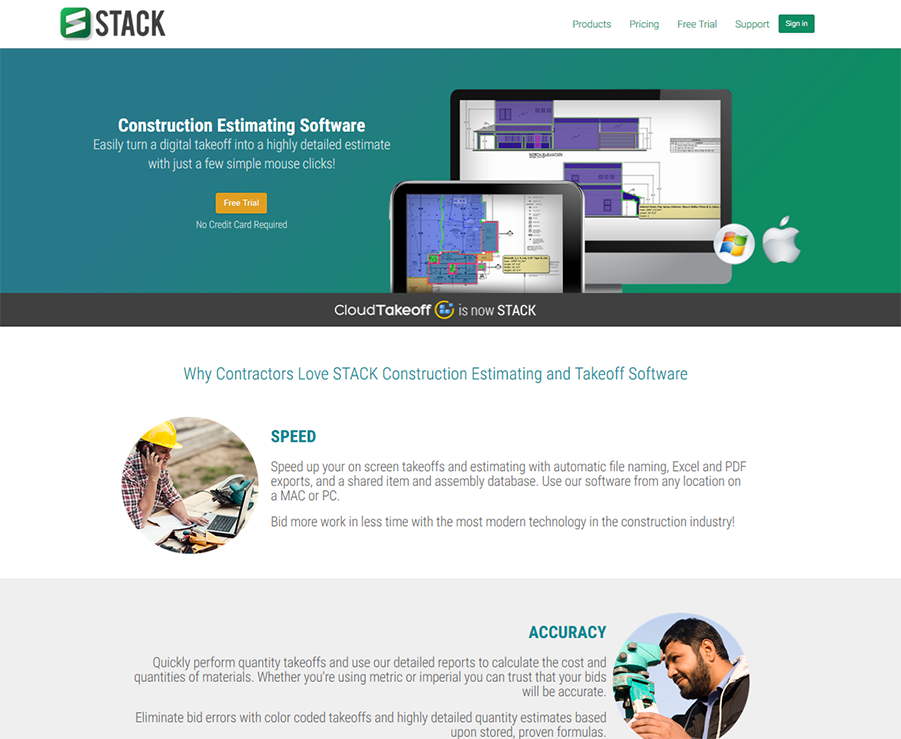 STACK
Products Pricing Free Trial Support Sign in
Construction Estimating Software
Easily turn a digital takeoff into a highly detailed estimate
with just a few simple mouse clicks!
Free Trial
No Credit Card Required
NORTH ELEVATION
CloudTakeoff is now STACK
Why Contractors Love STACK Construction Estimating and Takeoff Software
SPEED
Speed up your on screen takeoffs and estimating with automatic file naming, Excel and PDF
exports, and a shared item and assembly database. Use our software from any location on
a MAC or PC.
Bid more work in less time with the most modern technology in the construction industry!
ACCURACY
Quickly perform quantity takeoffs and use our detailed reports to calculate the cost and
quantities of materials. Whether you're using metric or imperial you can trust that your bids
will be accurate.
Eliminate bid errors with color coded takeoffs and highly detailed quantity estimates based
upon stored, proven formulas.